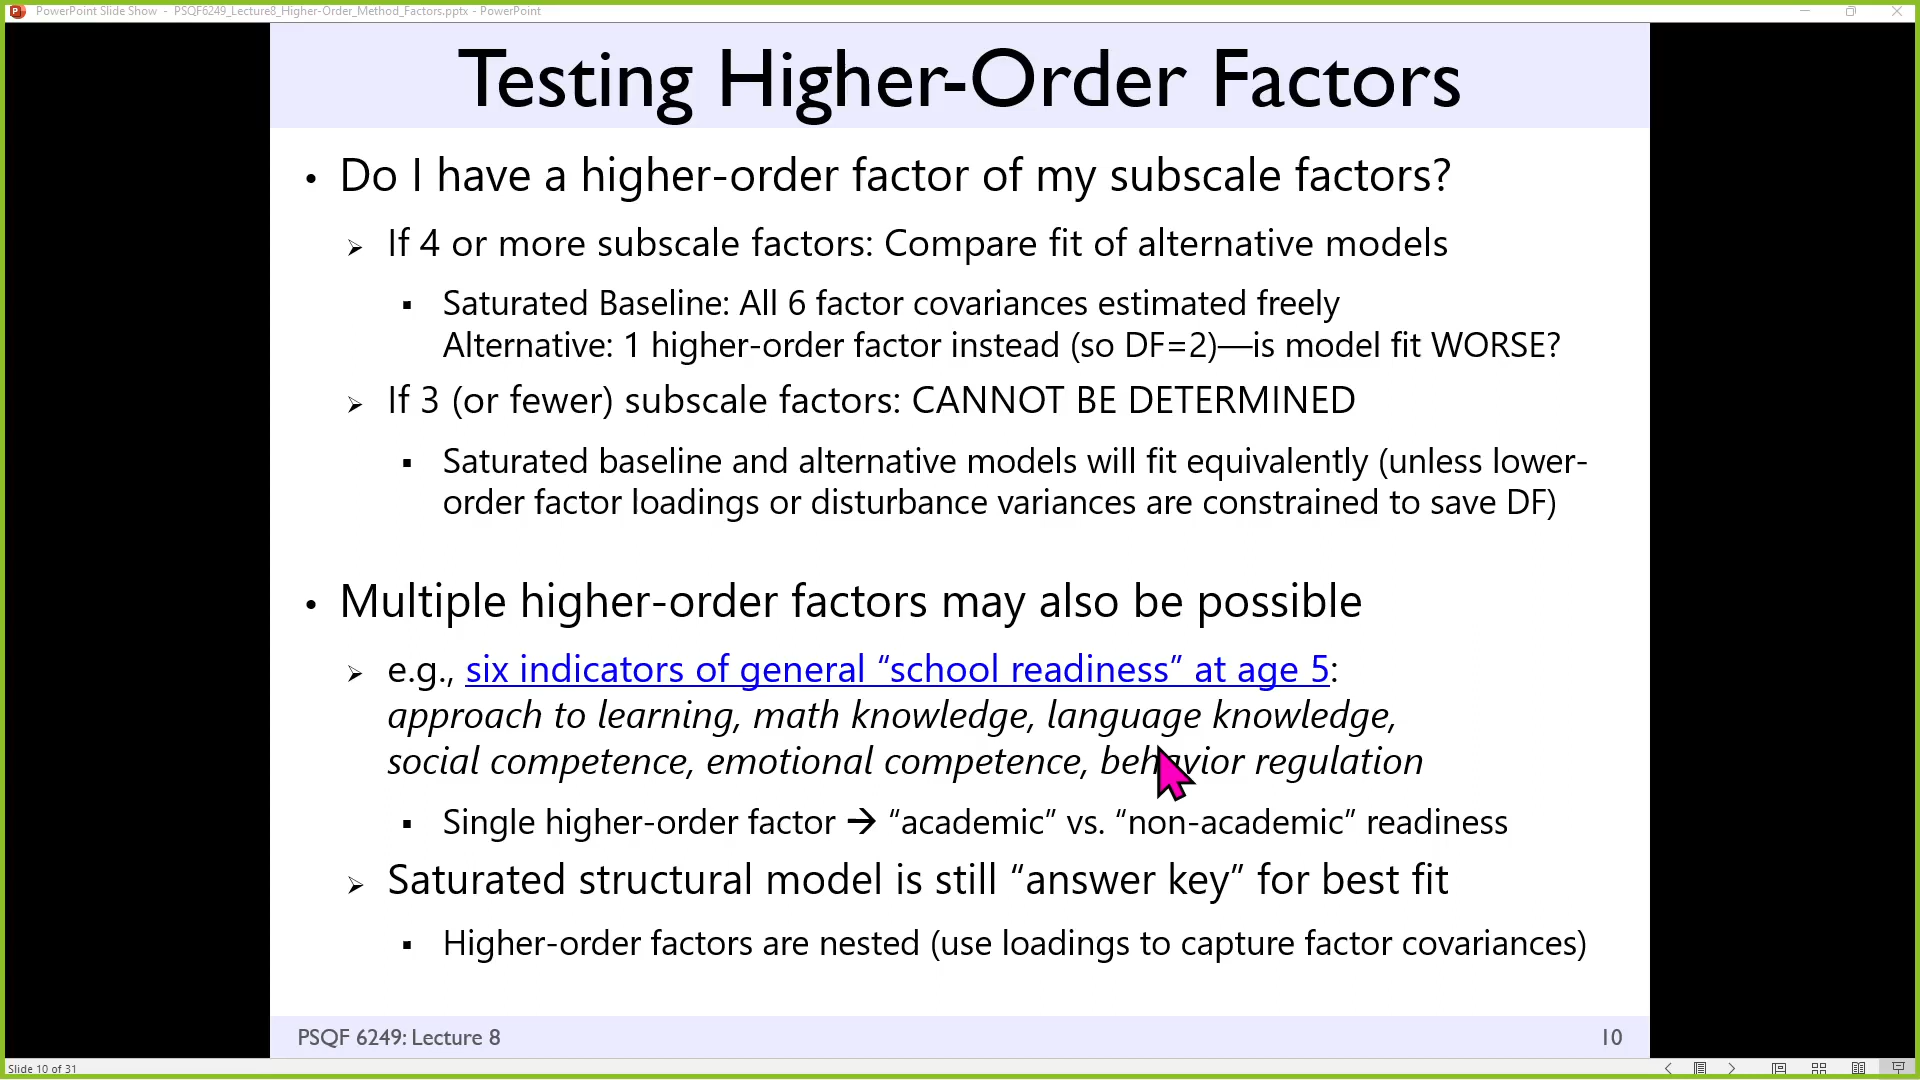 PowerPoint Slide Show - PSQF6249_Lecture8_Higher-Order_Method_Factors.pptx - PowerPoint
Testing Higher-Order Factors
• Do I have a higher-order factor of my subscale factors?
➢ If 4 or more subscale factors: Compare fit of alternative models
▪ Saturated Baseline: All 6 factor covariances estimated freely
Alternative: 1 higher-order factor instead (so DF=2)—is model fit WORSE?
➢ If 3 (or fewer) subscale factors: CANNOT BE DETERMINED
▪ Saturated baseline and alternative models will fit equivalently (unless lower-
order factor loadings or disturbance variances are constrained to save DF)
• Multiple higher-order factors may also be possible
➢ e.g., six indicators of general “school readiness” at age 5:
approach to learning, math knowledge, language knowledge,
social competence, emotional competence, behavior regulation
▪ Single higher-order factor → “academic” vs. “non-academic” readiness
➢ Saturated structural model is still “answer key” for best fit
▪ Higher-order factors are nested (use loadings to capture factor covariances)
PSQF 6249: Lecture 8
10
Slide 10 of 31